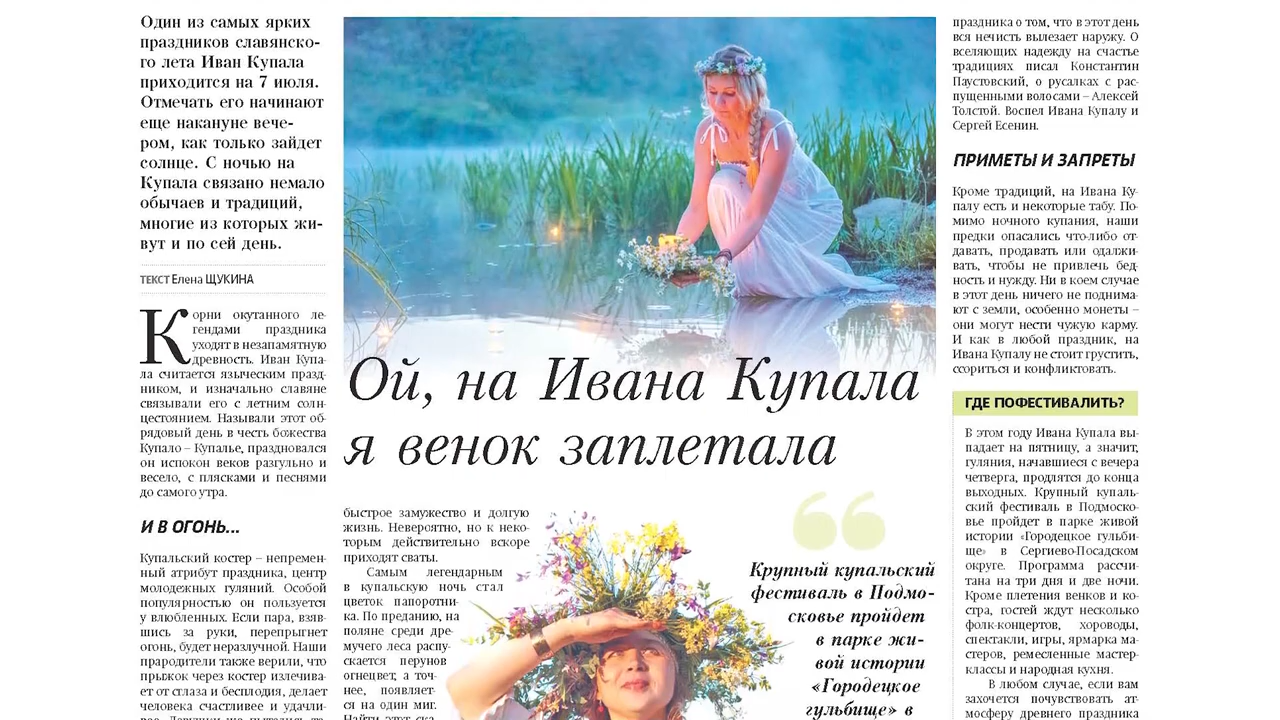 Один из самых ярких
праздников славянско-
го лета Иван Купала
приходится на 7 июля.
Отмечать его начинают
еще накануне вече-
ром, как только зайдет
солнце. С ночью на
Купала связано немало
обычаев и традиций,
многие из которых жи-
вут и по сей день.
ТЕКСТ Елена ЩУКИНА
Корни окутанного ле-
гендами праздника
уходят в незапамятную
древность. Иван Купа-
ла считается языческим празд-
ником, и изначально славяне
связывали его с летним солн-
цестоянием. Называли этот об-
рядовый день в честь божества
Купало – Купалье, праздновался
он испокон веков разгульно и
весело, с плясками и песнями
до самого утра.
И В ОГОНЬ...
Купальский костер – непремен-
ный атрибут праздника, центр
молодежных гуляний. Особой
популярностью он пользуется
у влюбленных. Если пара, взяв-
шись за руки, перепрыгнет
огонь, будет неразлучной. Наши
прародители также верили, что
прыжок через костер излечива-
ет от сглаза и бесплодия, делает
человека счастливее и удачли-
Ой, на Ивана Купала
я венок заплетала
быстрое замужество и долгую
жизнь. Невероятно, но к неко-
торым действительно вскоре
приходят сваты.
Самым легендарным
в купальскую ночь стал
цветок папоротни-
ка. По преданию, на
поляне среди дре-
мучего леса распу-
скается перунов
огнецвет, а точ-
нее, появляет-
ся на один миг.
Найти этот ска-
“
Крупный купальский
фестиваль в Подмо-
сковье пройдет
в парке жи-
вой истории
«Городецкое
гульбище» в
праздника о том, что в этот день
вся нечисть вылезает наружу. О
вселяющих надежду на счастье
традициях писал Константин
Паустовский, о русалках с рас-
пущенными волосами – Алексей
Толстой. Воспел Ивана Купалу и
Сергей Есенин.
ПРИМЕТЫ И ЗАПРЕТЫ
Кроме традиций, на Ивана Ку-
палу есть и некоторые табу. По-
мимо ночного купания, наши
предки опасались что-либо от-
давать, продавать или одалжи-
вать, чтобы не привлечь бед-
ность и нужду. Ни в коем случае
в этот день ничего не поднима-
ют с земли, особенно монеты –
они могут нести чужую карму.
И как в любой праздник, на
Ивана Купалу не стоит грустить,
ссориться и конфликтовать.
ГДЕ ПОФЕСТИВАЛИТЬ?
В этом году Ивана Купала вы-
падает на пятницу, а значит,
гуляния, начавшиеся с вечера
четверга, продлятся до конца
выходных. Крупный купаль-
ский фестиваль в Подмоско-
вье пройдет в парке живой
истории «Городецкое гульби-
ще» в Сергиево-Посадском
округе. Программа рассчи-
тана на три дня и две ночи.
Кроме плетения венков и ко-
стра, гостей ждут несколько
фолк-концертов, хороводы,
спектакли, игры, ярмарка ма-
стеров, ремесленные мастер-
классы и народная кухня.
В любом случае, если вам
захочется почувствовать ат-
мосферу древнего праздника